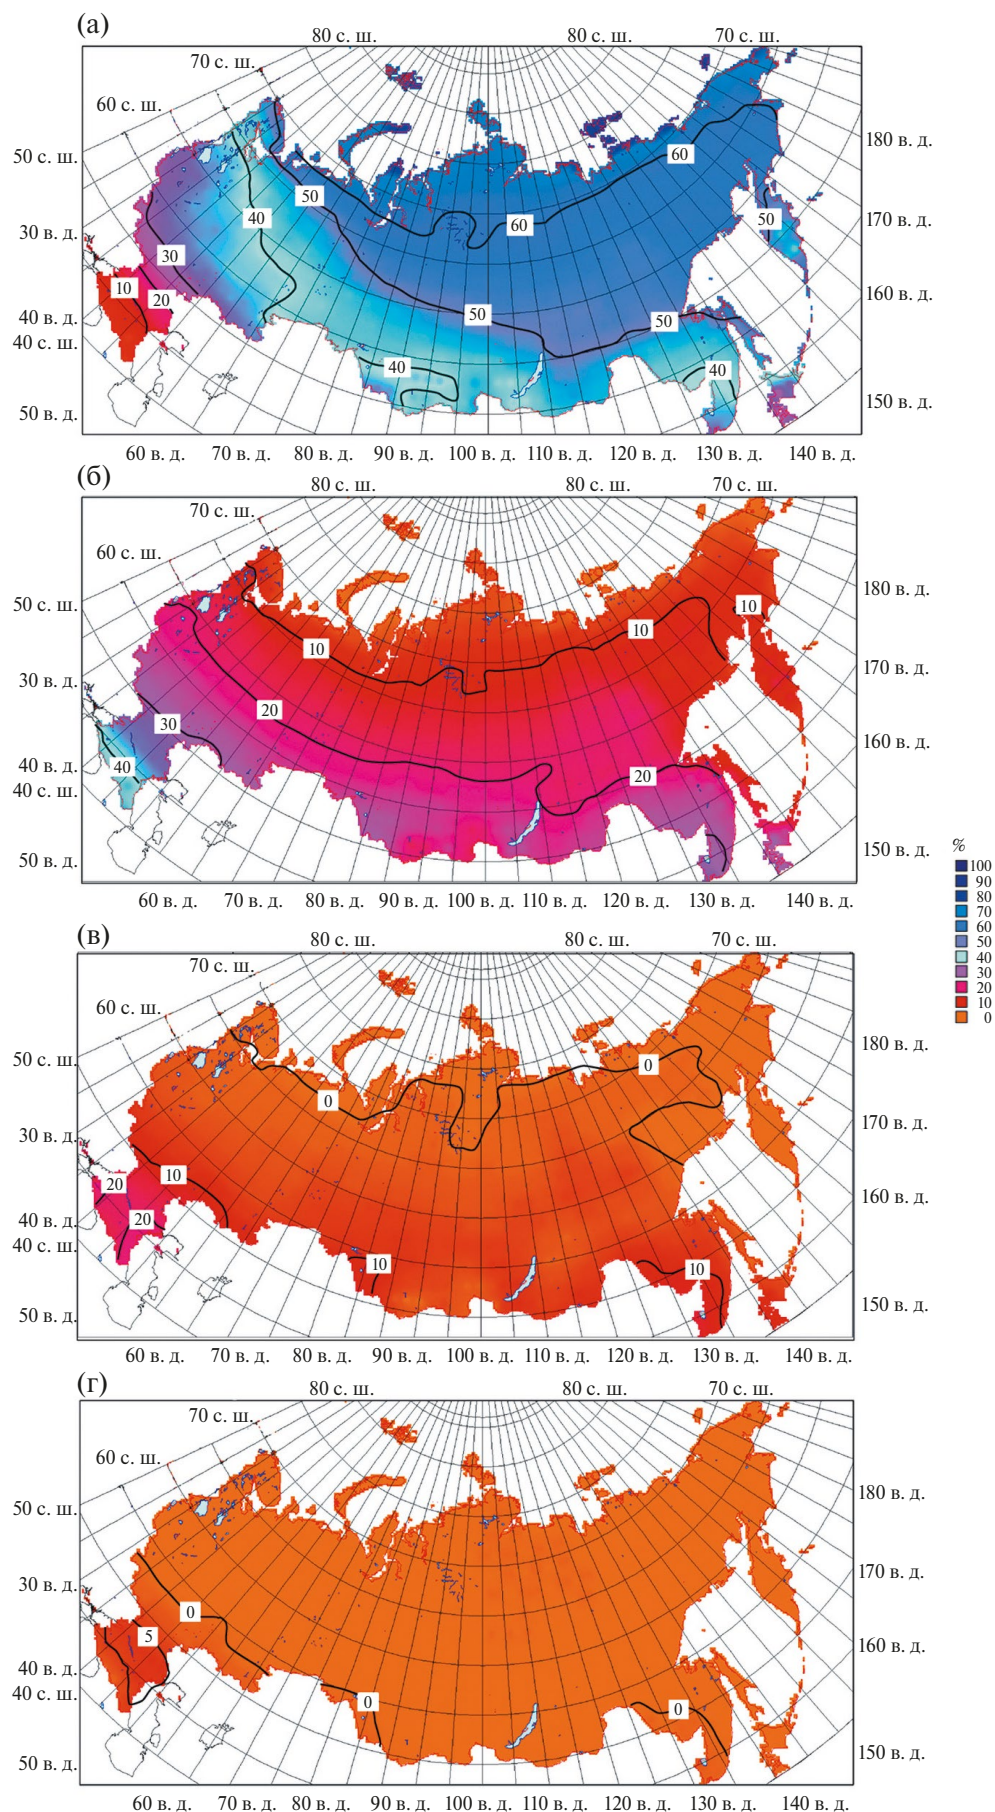 (а)
80 с. ш.
80 с. ш.
70 с. ш.
70 с. ш.
60 с. ш.
50 с. ш.
30 в. д.
40 в. д.
40 с. ш.
50 в. д.
180 в. д.
170 в. д.
160 в. д.
150 в. д.
60
50
40
60
50
30
10
20
50
50
40
40
60 в. д.
70 в. д.
80 в. д.
90 в. д.
100 в. д.
110 в. д.
120 в. д.
130 в. д.
140 в. д.
(б)
80 с. ш.
80 с. ш.
70 с. ш.
70 с. ш.
60 с. ш.
50 с. ш.
30 в. д.
40 в. д.
40 с. ш.
50 в. д.
180 в. д.
170 в. д.
160 в. д.
150 в. д.
10
10
10
20
30
40
20
60 в. д.
70 в. д.
80 в. д.
90 в. д.
100 в. д.
110 в. д.
120 в. д.
130 в. д.
140 в. д.
%
100
90
80
70
60
50
40
30
20
10
0
(в)
80 с. ш.
80 с. ш.
70 с. ш.
70 с. ш.
60 с. ш.
50 с. ш.
30 в. д.
40 в. д.
40 с. ш.
50 в. д.
180 в. д.
170 в. д.
160 в. д.
150 в. д.
0
0
10
20
20
10
10
60 в. д.
70 в. д.
80 в. д.
90 в. д.
100 в. д.
110 в. д.
120 в. д.
130 в. д.
140 в. д.
(г)
80 с. ш.
80 с. ш.
70 с. ш.
70 с. ш.
60 с. ш.
50 с. ш.
30 в. д.
40 в. д.
40 с. ш.
50 в. д.
180 в. д.
170 в. д.
160 в. д.
150 в. д.
0
5
0
0
60 в. д.
70 в. д.
80 в. д.
90 в. д.
100 в. д.
110 в. д.
120 в. д.
130 в. д.
140 в. д.